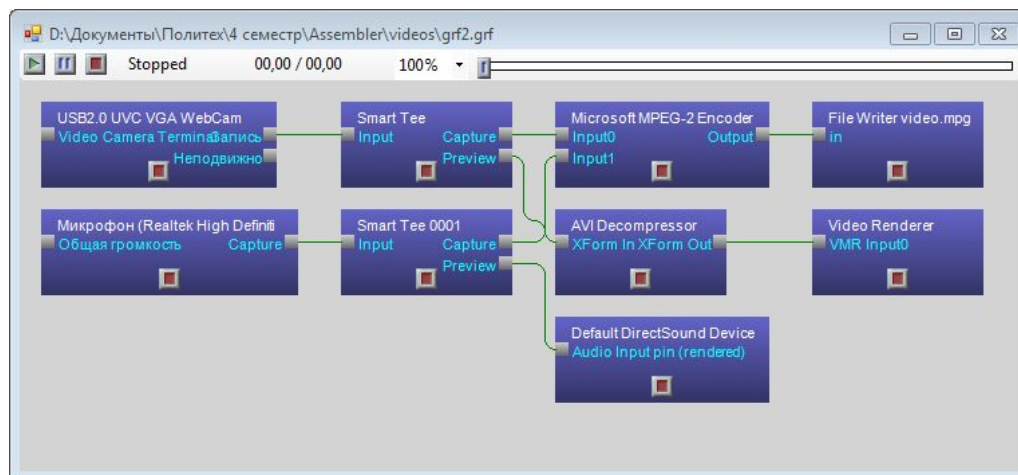 D:\Документы\Политех\4 семестр\Assembler\videos\grf2.grf
Stopped 00,00 / 00,00 100%
USB2.0 UVC VGA WebCam
Video Camera Terminal Запись
Неподвижно
Smart Tee
Input Capture
Preview
Microsoft MPEG-2 Encoder
Input0 Output
Input1
File Writer video.mpg
in
Микрофон (Realtek High Definiti
Общая громкость Capture
Smart Tee 0001
Input Capture
Preview
AVI Decompressor
XForm In XForm Out
Video Renderer
VMR Input0
Default DirectSound Device
Audio Input pin (rendered)